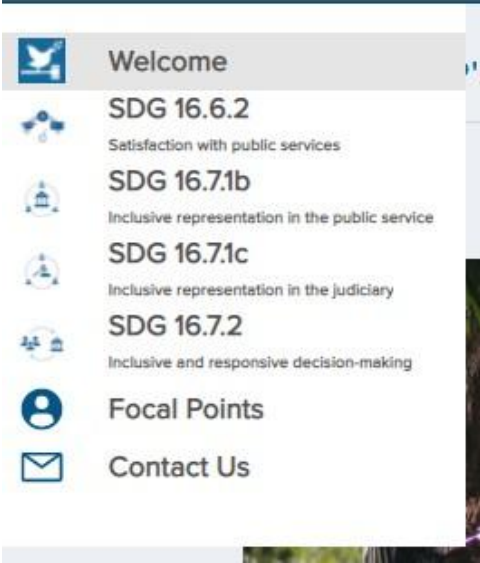 Welcome
SDG 16.6.2
Satisfaction with public services
SDG 16.7.1b
Inclusive representation in the public service
SDG 16.7.1c
Inclusive representation in the judiciary
SDG 16.7.2
Inclusive and responsive decision-making
Focal Points
Contact Us